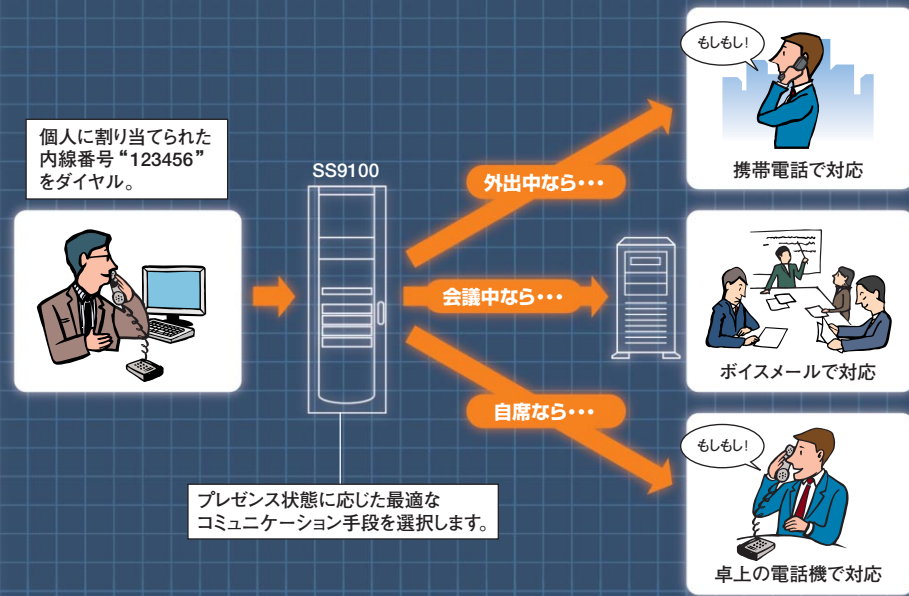 個人に割り当てられた
内線番号“123456”
をダイヤル。
SS9100
外出中なら・・・
会議中なら・・・
自席なら・・・
プレゼンス状態に応じた最適な
コミュニケーション手段を選択します。
もしもし!
携帯電話で対応
ボイスメールで対応
もしもし!
卓上の電話機で対応